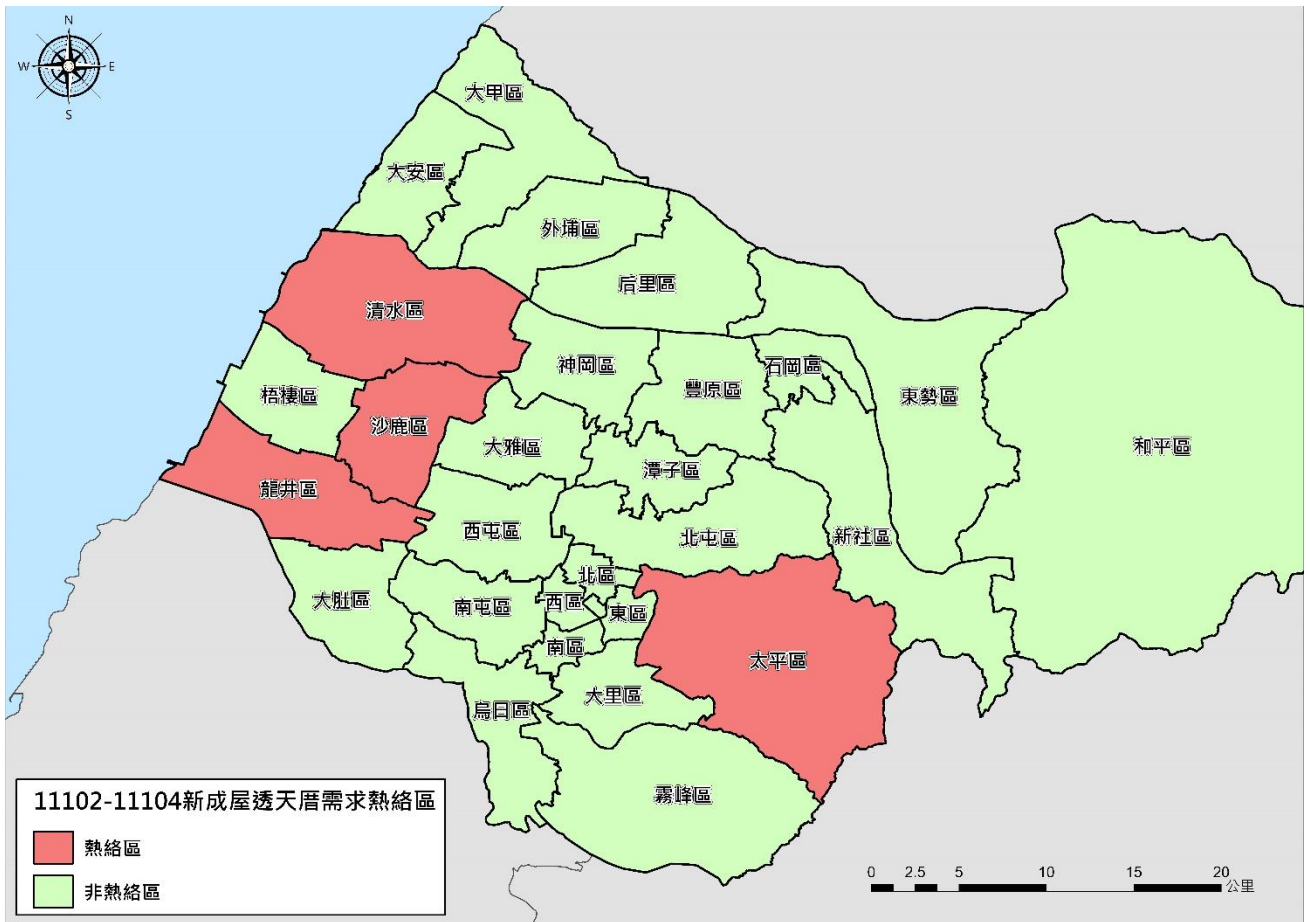 N
W E
S
大甲區
大安區
外埔區
后里區
清水區
神岡區
石岡區
豐原區
東勢區
梧棲區
沙鹿區
大雅區
潭子區
和平區
龍井區
西屯區
北屯區
新社區
北區
大肚區
南屯區
西區
東區
南區
太平區
大里區
烏日區
霧峰區
11102-11104新成屋透天厝需求熱絡區
熱絡區
非熱絡區
0 2.5 5 10 15 20
公里